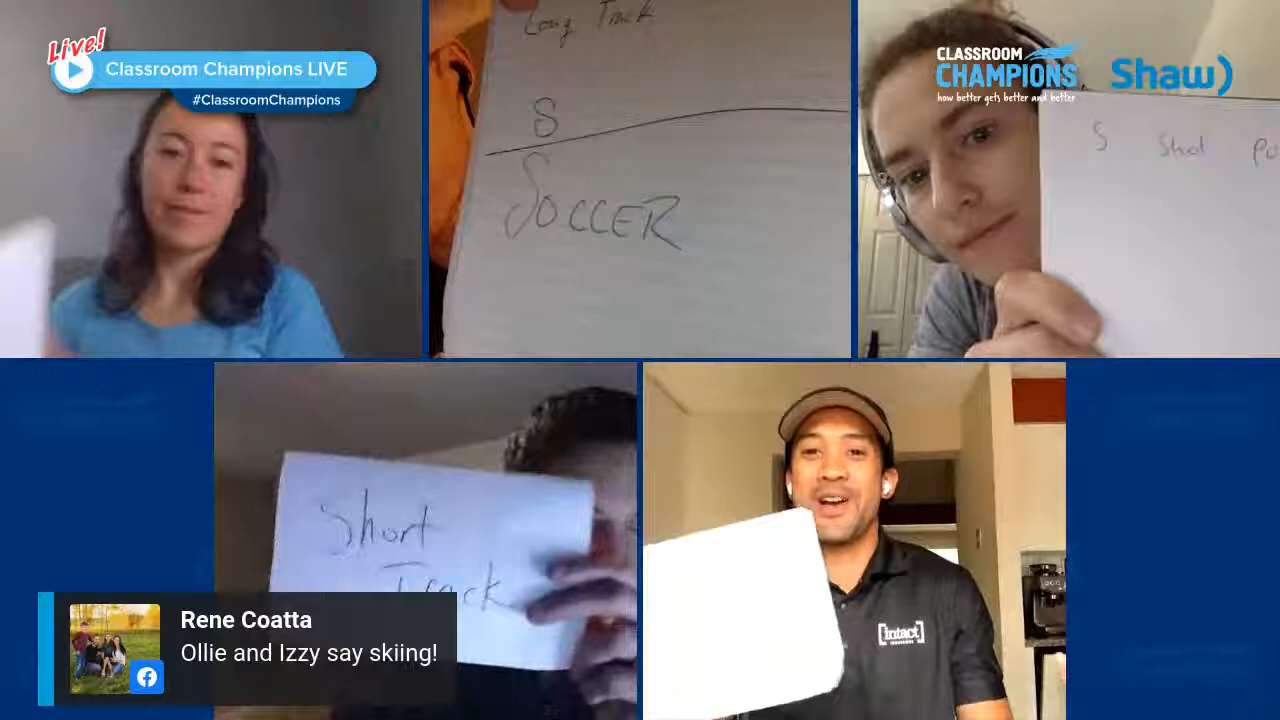 Live!
Classroom Champions LIVE
#ClassroomChampions
Long Track
S
SOCCER
CLASSROOM
CHAMPIONS
how better gets better and better
Shaw)
S Shot
Short
Track
[intact]
Rene Coatta
Ollie and Izzy say skiing!